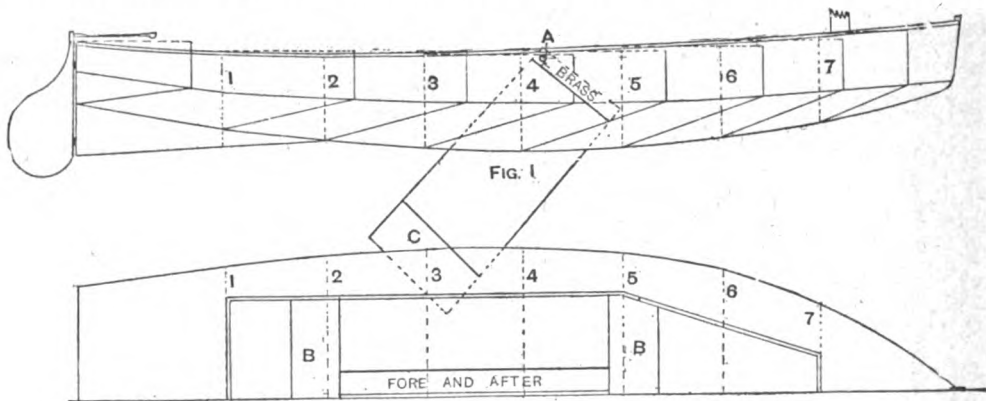 A
1 2 3 4 5 6 7
BRASS
FIG. 1
C
1 2 3 4 5 6 7
B B
FORE AND AFTER